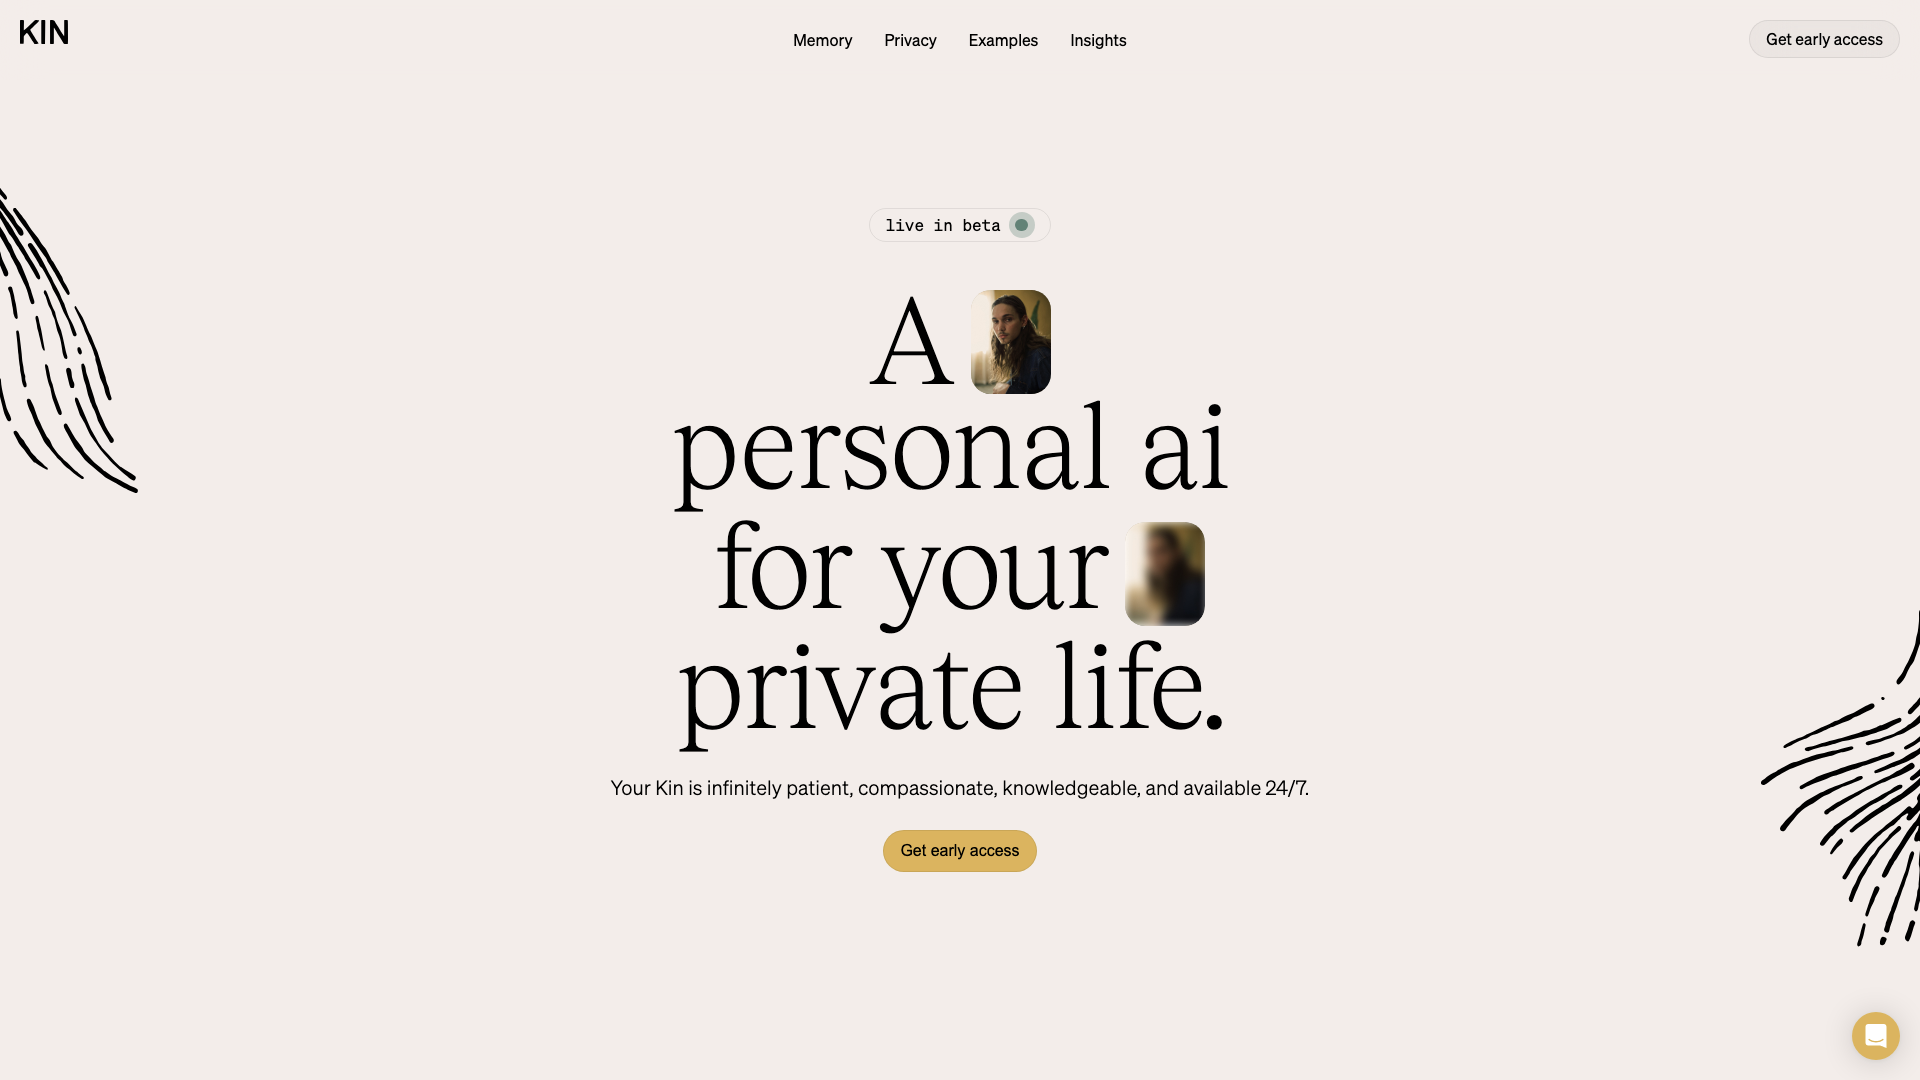 KIN
Memory
Privacy
Examples
Insights
Get early access
live in beta
A
personal ai
for your
private life.
Your Kin is infinitely patient, compassionate, knowledgeable, and available 24/7.
Get early access